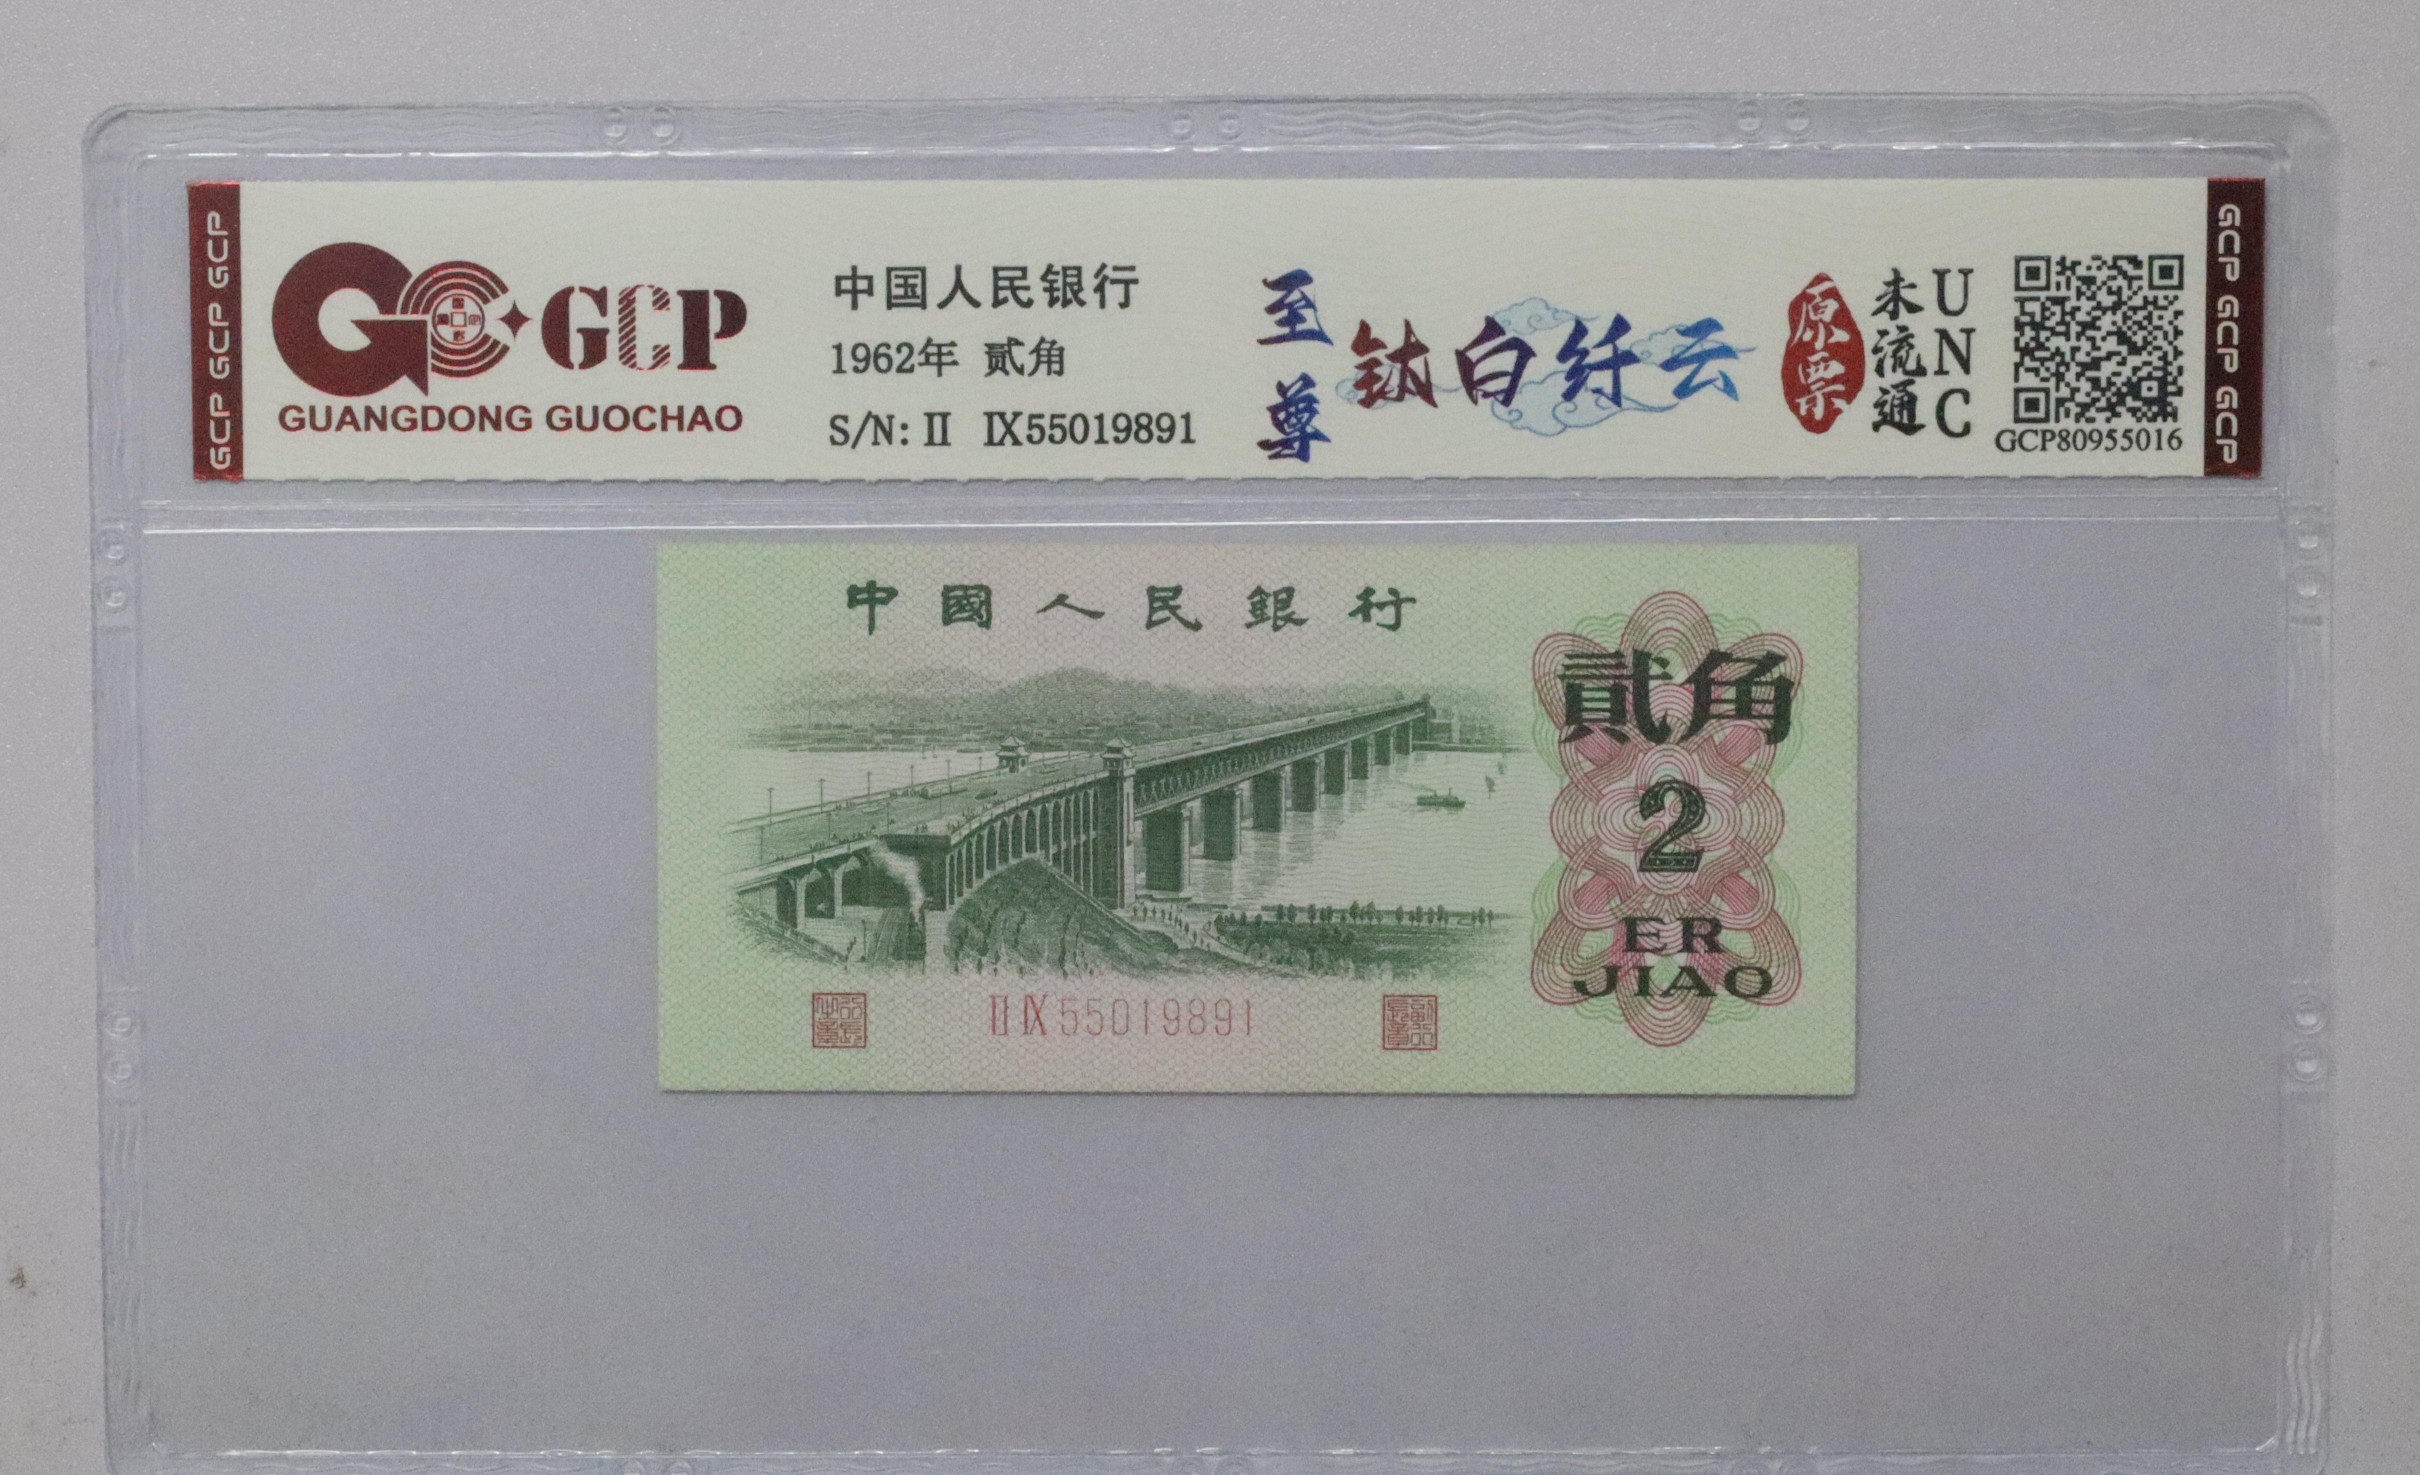 GCP GCP GCP
GCP
GUANGDONG GUOCHAO
中国人民银行
1962年 贰角
S/N: II IX55019891
至尊
钛白纤云
原票
未流通
UNC
GCP80955016
GCP GCP GCP
中國人民銀行
貳角
2
ER
JIAO
II IX 55019891